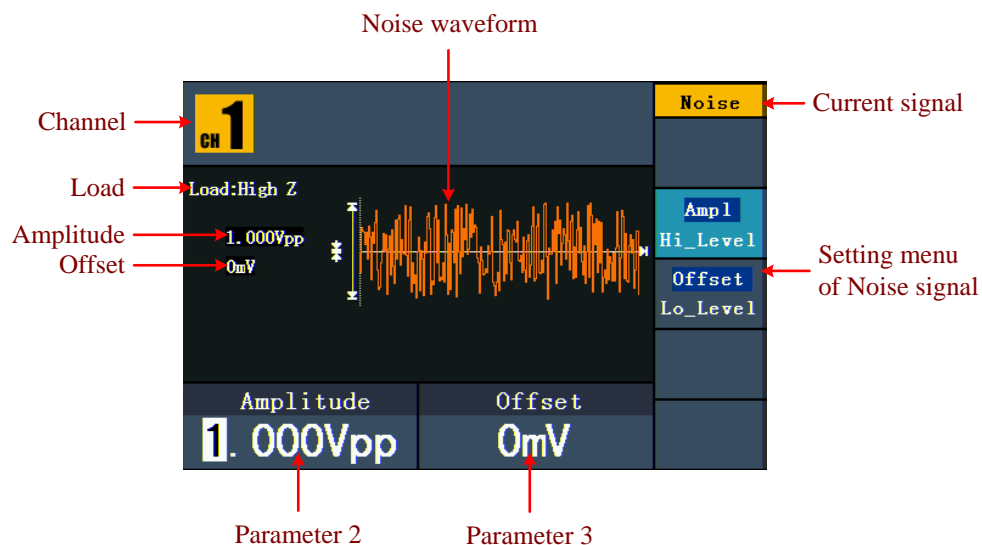 Noise waveform
Channel
CH 1
Noise
Current signal
Load
Load:High Z
Amplitude
1.000Vpp
Offset
0mV
Ampl
Hi_Level
Offset
Lo_Level
Setting menu
of Noise signal
Amplitude
Offset
1.000Vpp
0mV
Parameter 2
Parameter 3